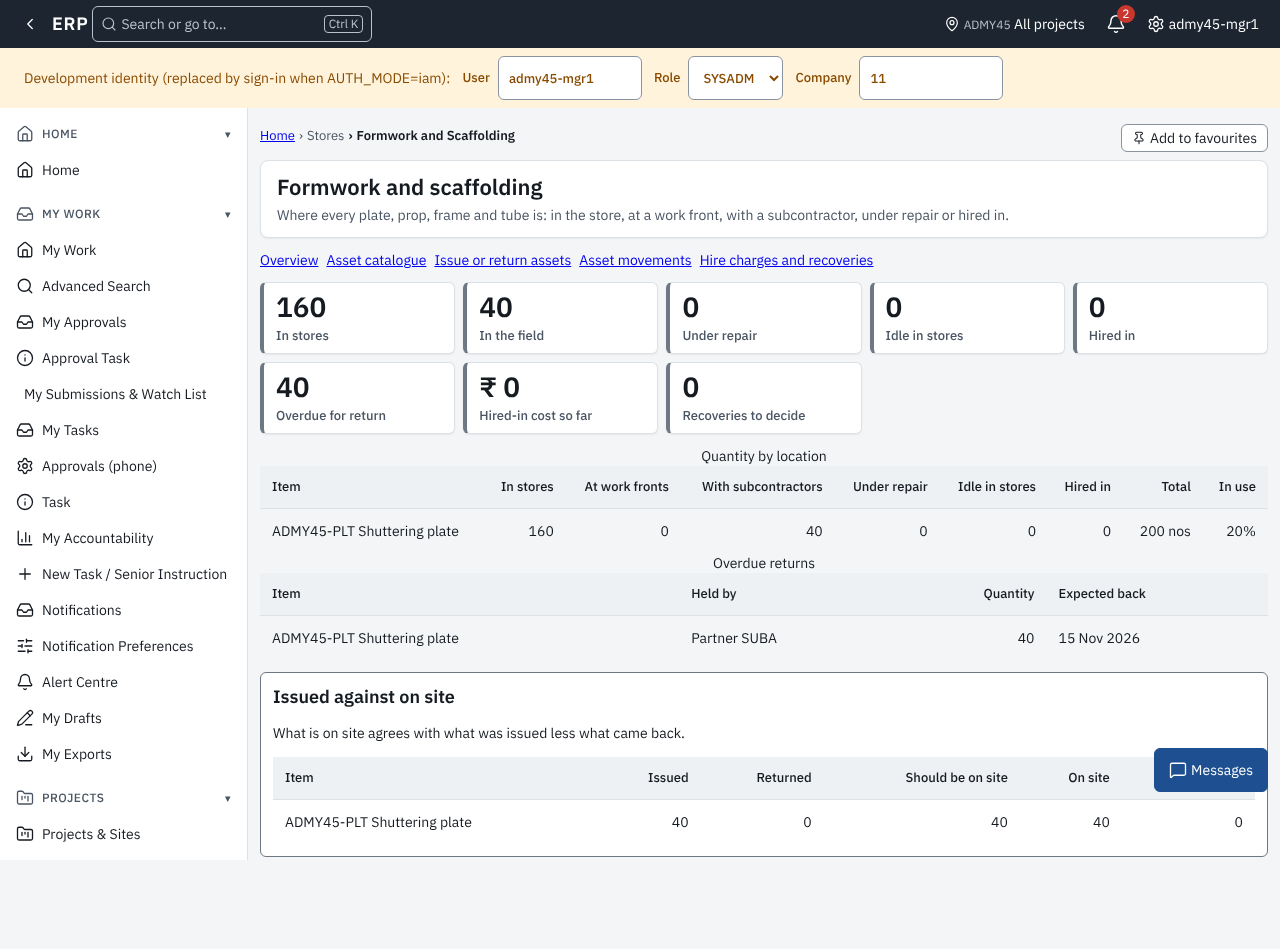 ERP
Search or go to...
Ctrl K
ADMY45 All projects
2
admy45-mgr1
Development identity (replaced by sign-in when AUTH_MODE=iam):
User
admy45-mgr1
Role
SYSADM
Company
11
HOME
Home
MY WORK
My Work
Advanced Search
My Approvals
Approval Task
My Submissions & Watch List
My Tasks
Approvals (phone)
Task
My Accountability
New Task / Senior Instruction
Notifications
Notification Preferences
Alert Centre
My Drafts
My Exports
PROJECTS
Projects & Sites
Home › Stores › Formwork and Scaffolding
Add to favourites
Formwork and scaffolding
Where every plate, prop, frame and tube is: in the store, at a work front, with a subcontractor, under repair or hired in.
Overview Asset catalogue Issue or return assets Asset movements Hire charges and recoveries
160
In stores
40
In the field
0
Under repair
0
Idle in stores
0
Hired in
40
Overdue for return
₹ 0
Hired-in cost so far
0
Recoveries to decide
Quantity by location
Item In stores At work fronts With subcontractors Under repair Idle in stores Hired in Total In use
ADMY45-PLT Shuttering plate 160 0 40 0 0 0 200 nos 20%
Overdue returns
Item Held by Quantity Expected back
ADMY45-PLT Shuttering plate Partner SUBA 40 15 Nov 2026
Issued against on site
What is on site agrees with what was issued less what came back.
Item Issued Returned Should be on site On site
ADMY45-PLT Shuttering plate 40 0 40 40 0
Messages